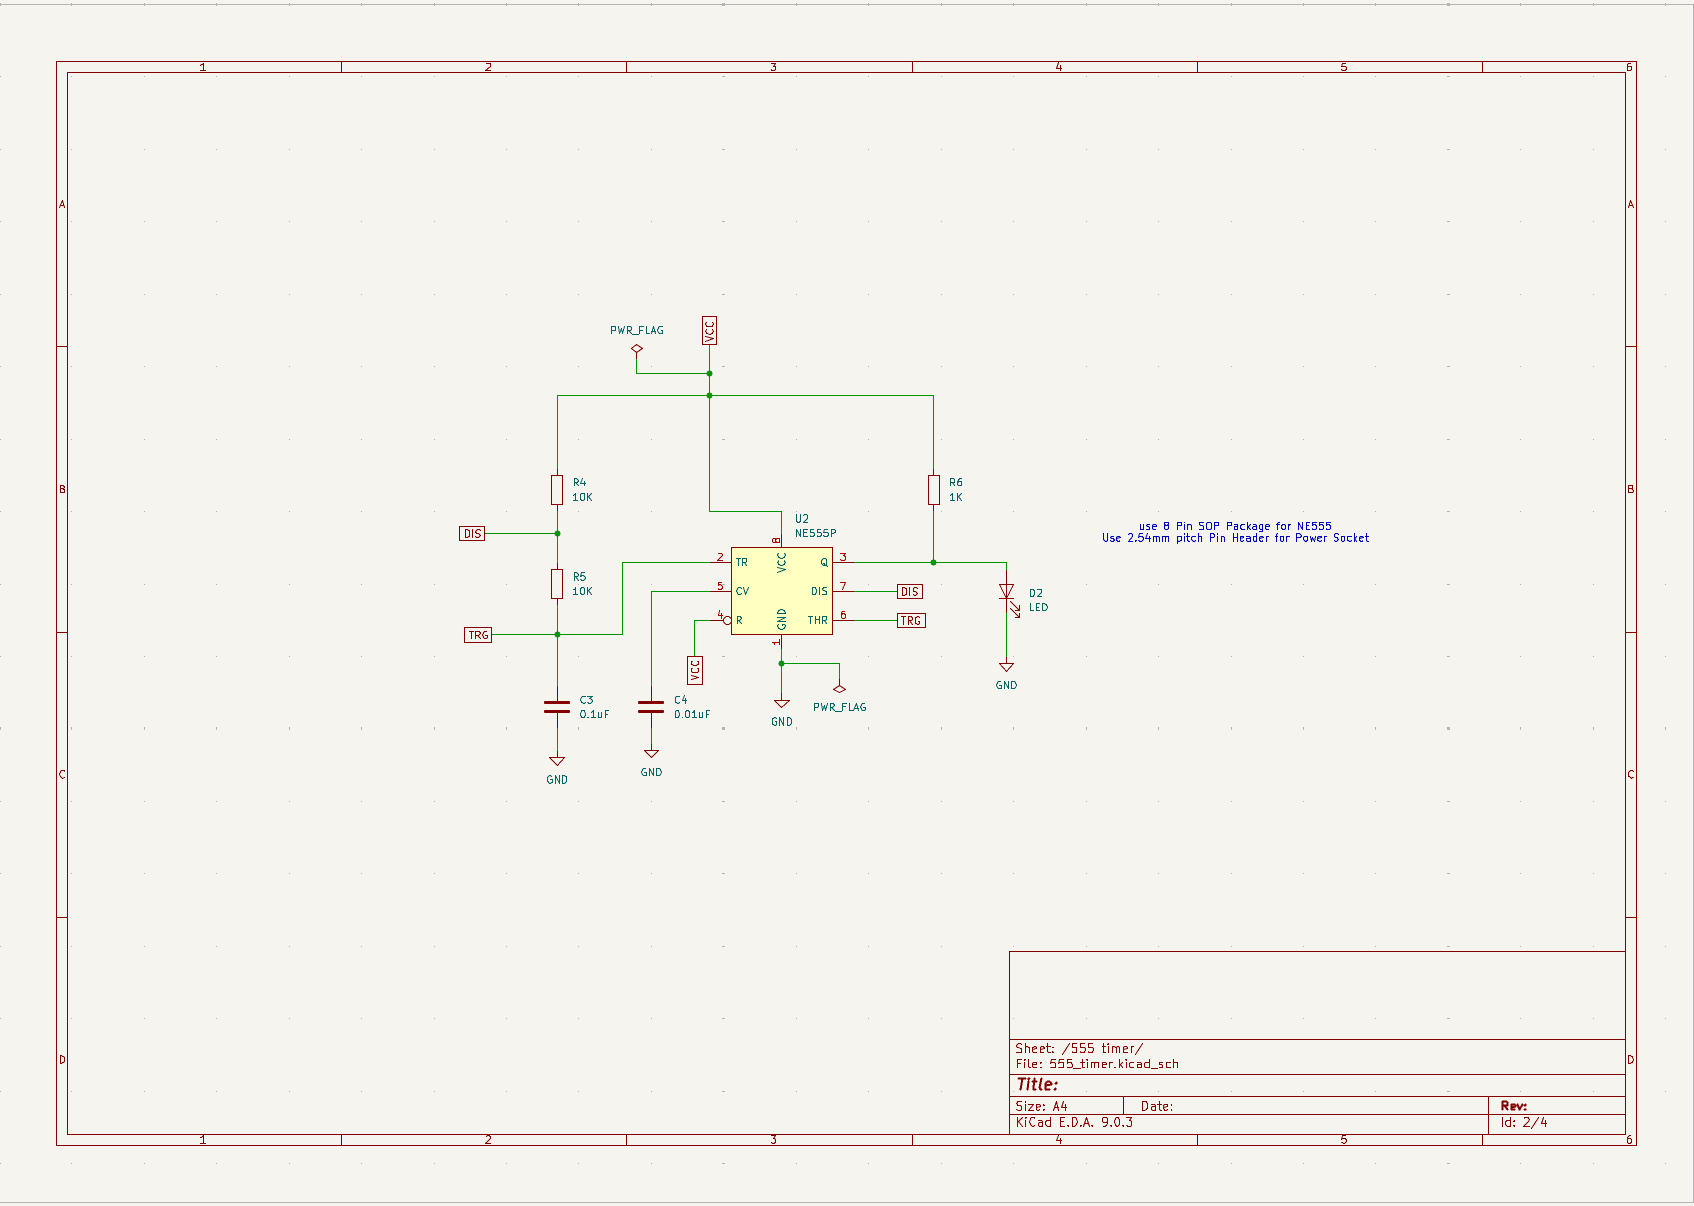 1 2 3 4 5 6
A A
PWR_FLAG
VCC
B B
R4
10K
R6
1K
DIS
U2
NE555P
use 8 Pin SOP Package for NE555
Use 2.54mm pitch Pin Header for Power Socket
R5
10K
8
2 TR VCC Q 3
5 CV DIS 7 DIS
4 R GND THR 6 TRG
1
D2
LED
TRG
VCC
GND
C3
0.1uF
C4
0.01uF
GND
PWR_FLAG
GND
GND
C C
Sheet: /555 timer/
File: 555_timer.kicad_sch
D D
Title:
Size: A4 Date: Rev:
KiCad E.D.A. 9.0.3 Id: 2/4
1 2 3 4 5 6